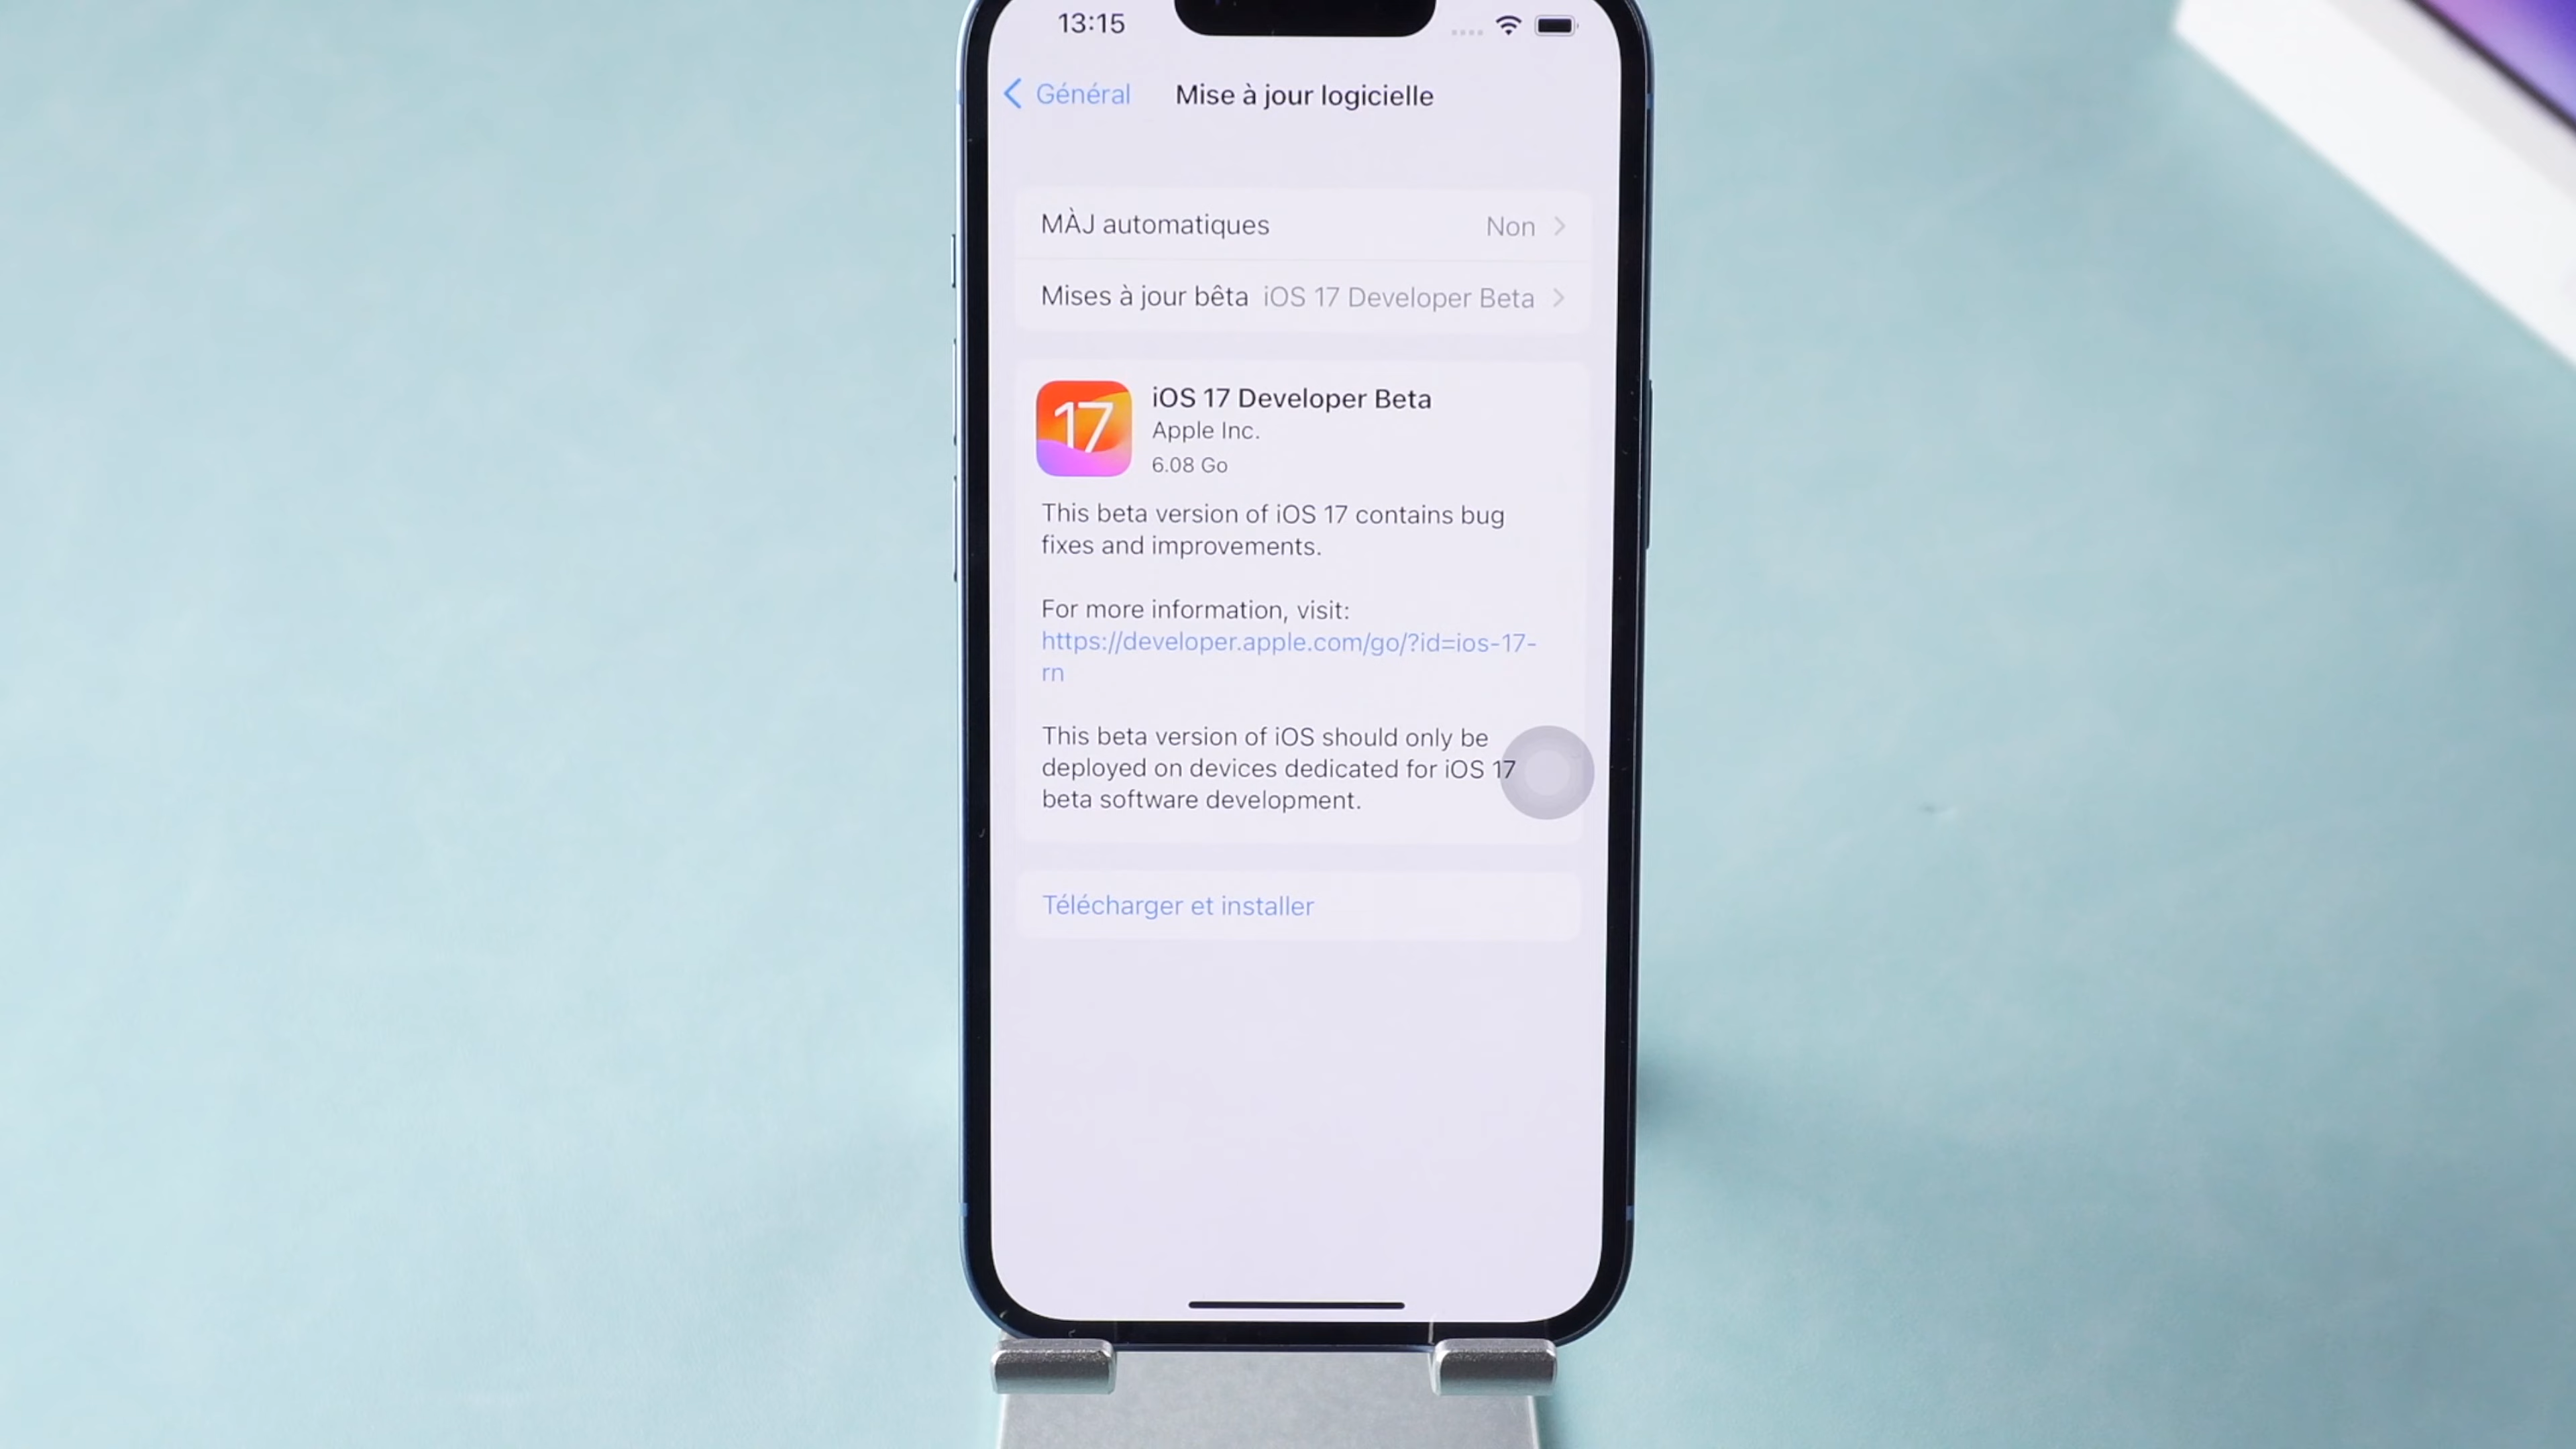 13:15
Général
Mise à jour logicielle
MÀJ automatiques Non
Mises à jour bêta iOS 17 Developer Beta
17
iOS 17 Developer Beta
Apple Inc.
6.08 Go
This beta version of iOS 17 contains bug
fixes and improvements.
For more information, visit:
https://developer.apple.com/go/?id=ios-17-
rn
This beta version of iOS should only be
deployed on devices dedicated for iOS 17
beta software development.
Télécharger et installer